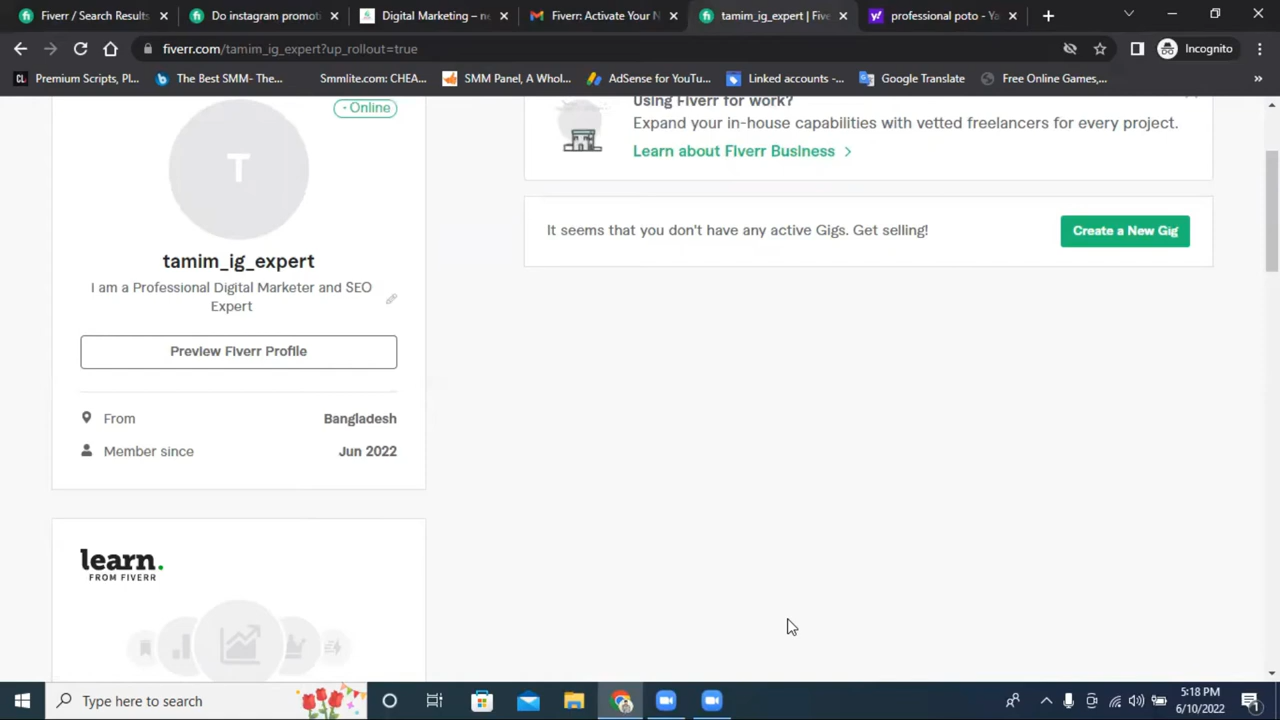 Fiverr / Search Results
Do instagram promoti
Digital Marketing – ne
Fiverr: Activate Your N
tamim_ig_expert | Five
professional poto - Ya
fiverr.com/tamim_ig_expert?up_rollout=true
Incognito
Premium Scripts, Pl...
The Best SMM- The...
Smmlite.com: CHEA...
SMM Panel, A Whol...
AdSense for YouTu...
Linked accounts -...
Google Translate
Free Online Games,...
T
· Online
tamim_ig_expert
I am a Professional Digital Marketer and SEO
Expert
Preview Fiverr Profile
From
Bangladesh
Member since
Jun 2022
learn.
FROM FIVERR
Using Fiverr for work?
Expand your in-house capabilities with vetted freelancers for every project.
Learn about Fiverr Business
It seems that you don't have any active Gigs. Get selling!
Create a New Gig
Type here to search
5:18 PM
6/10/2022
1